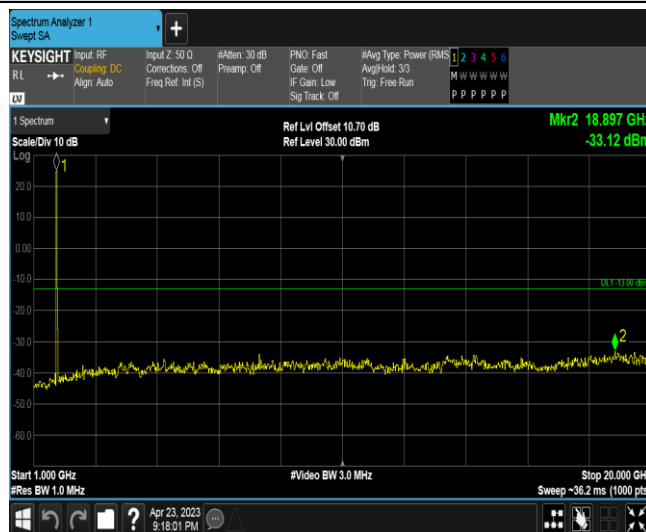 Spectrum Analyzer 1
Swept SA
+
KEYSIGHT
RL
LXI
Input: RF
Coupling: DC
Align: Auto
Input Z: 50 Ω
Corrections: Off
Freq Ref: Int (S)
#Atten: 30 dB
Preamp: Off
PNO: Fast
Gate: Off
IF Gain: Low
Sig Track: Off
#Avg Type: Power (RMS
Avg|Hold: 3/3
Trig: Free Run
1 2 3 4 5 6
M W W W W W
P P P P P P
1 Spectrum
Scale/Div 10 dB
Ref Lvl Offset 10.70 dB
Ref Level 30.00 dBm
Mkr2 18.897 GHz
-33.12 dBm
Log
1
20.0
10.0
0.00
-10.0
DL1 -13.00 dBm
-20.0
-30.0
2
-40.0
-50.0
-60.0
Start 1.000 GHz
#Res BW 1.0 MHz
#Video BW 3.0 MHz
Stop 20.000 GHz
Sweep ~36.2 ms (1000 pts
?
Apr 23, 2023
9:18:01 PM